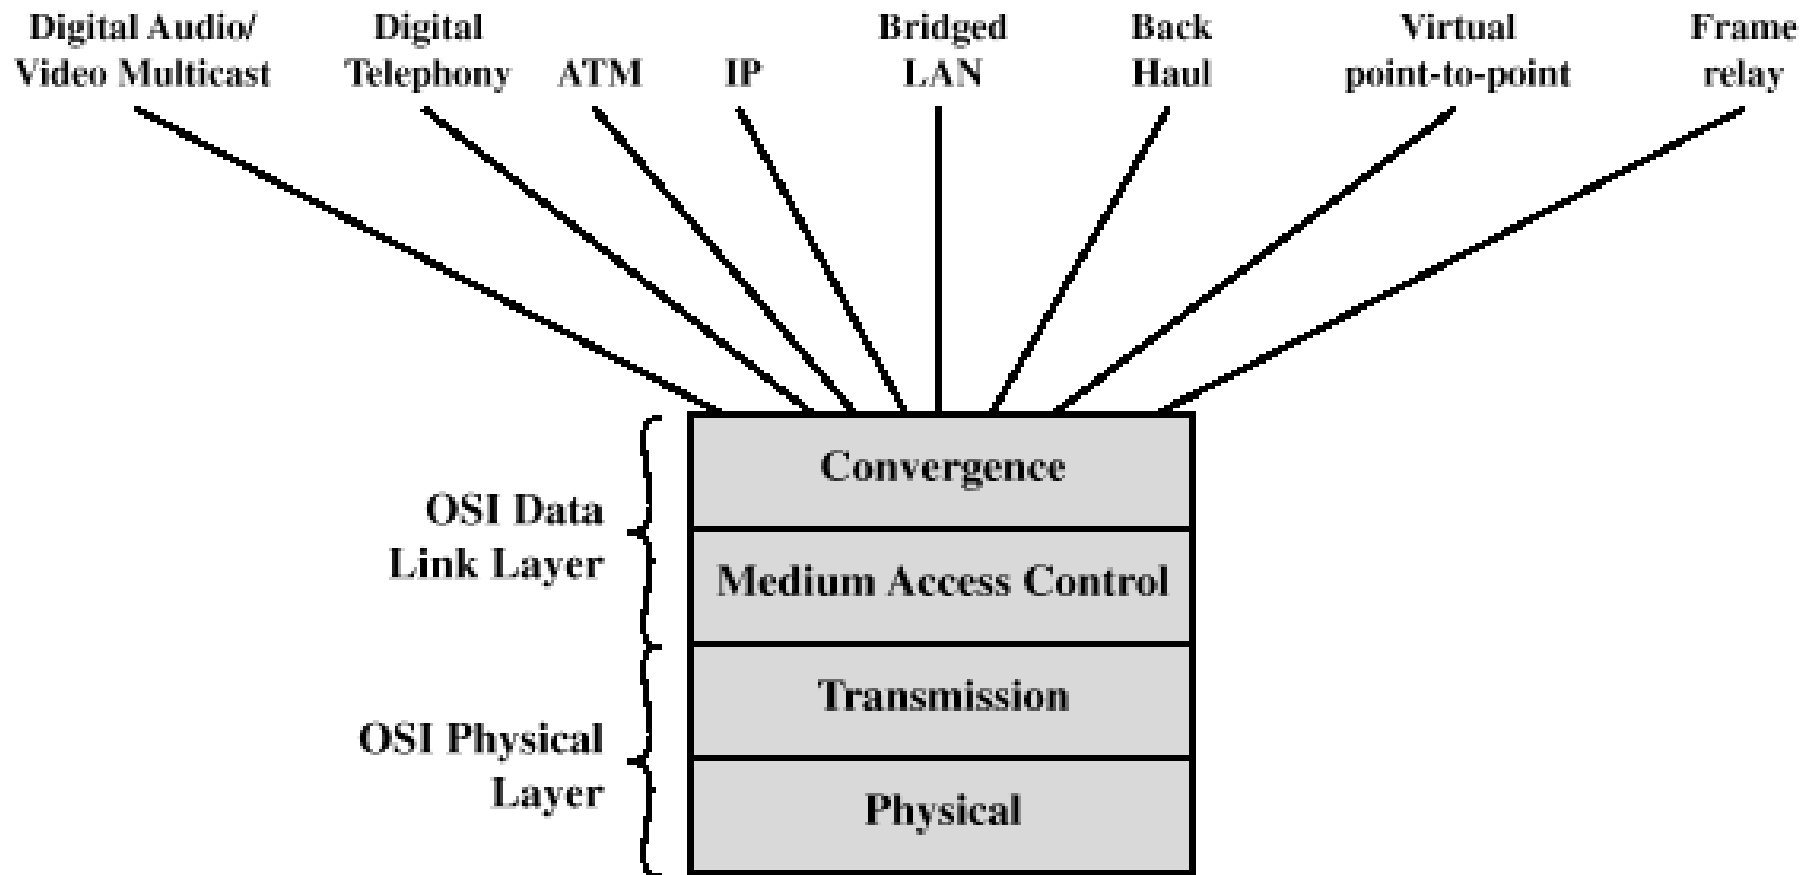 Digital Audio/
Video Multicast
Digital
Telephony
ATM
IP
Bridged
LAN
Back
Haul
Virtual
point-to-point
Frame
relay
Convergence
OSI Data
Link Layer
Medium Access Control
Transmission
OSI Physical
Layer
Physical